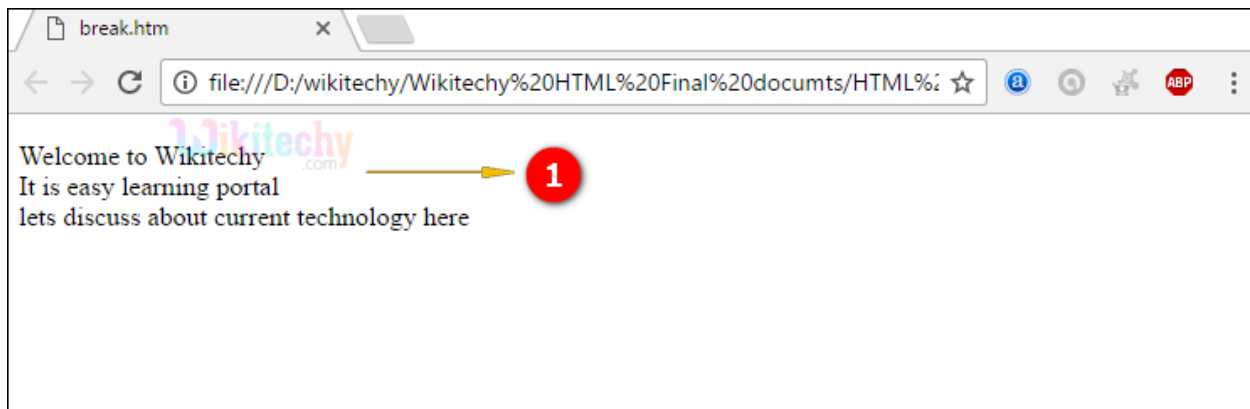 break.htm
file:///D:/wikitechy/Wikitechy%20HTML%20Final%20documts/HTML%2
ABP
Wikitechy
.com
Welcome to Wikitechy
1
It is easy learning portal
lets discuss about current technology here